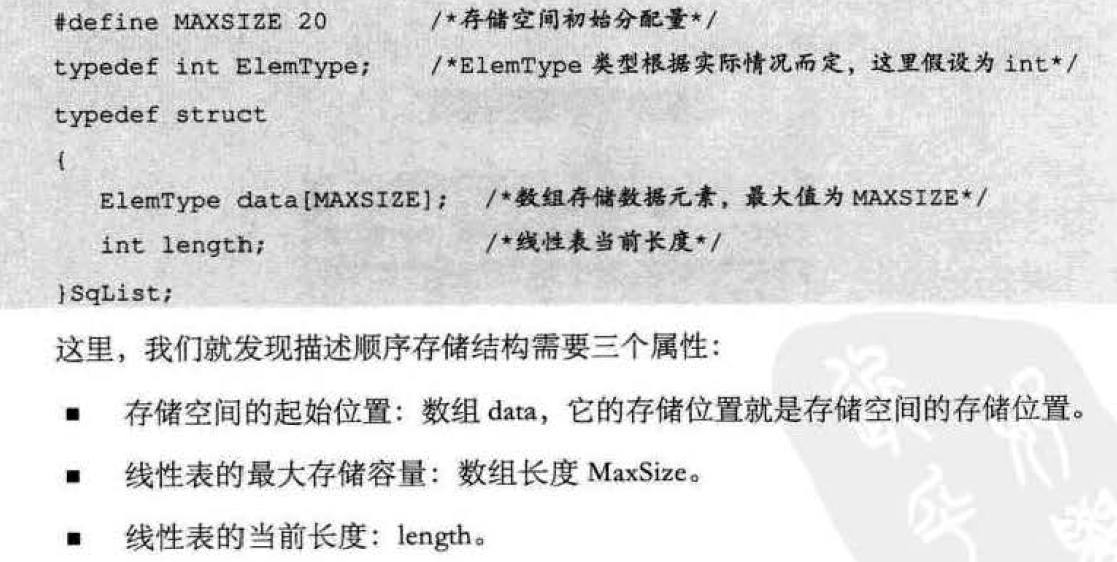 #define MAXSIZE 20 /*存储空间初始分配量*/
typedef int ElemType; /*ElemType 类型根据实际情况而定，这里假设为 int*/
typedef struct
{
ElemType data[MAXSIZE]; /*数组存储数据元素，最大值为 MAXSIZE*/
int length; /*线性表当前长度*/
}SqList;
这里，我们就发现描述顺序存储结构需要三个属性：
■ 存储空间的起始位置：数组 data，它的存储位置就是存储空间的存储位置。
■ 线性表的最大存储容量：数组长度 MaxSize。
■ 线性表的当前长度：length。